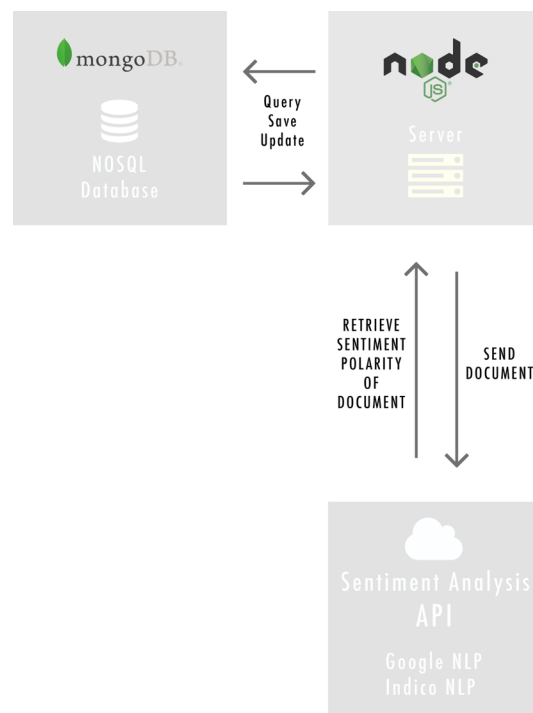 mongoDB.
NOSQL
Database
Query
Save
Update
node
JS
Server
RETRIEVE
SENTIMENT
POLARITY
OF
DOCUMENT
SEND
DOCUMENT
Sentiment Analysis
API
Google NLP
Indico NLP